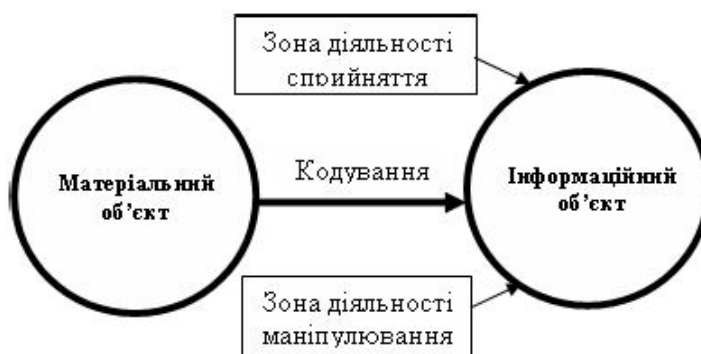 Зона діяльності
сприйняття
Матеріальний
об’єкт
Кодування
Інформаційний
об’єкт
Зона діяльності
маніпулювання